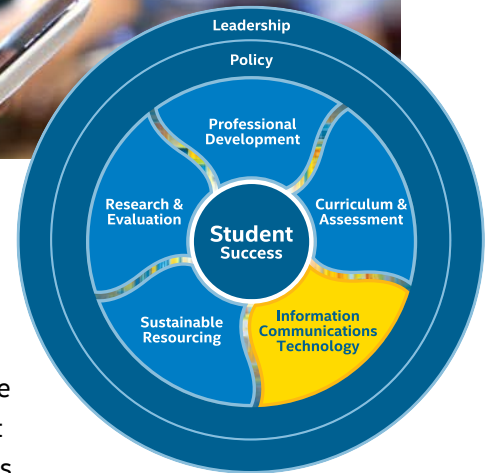 Leadership
Policy
Professional
Development
Research &
Evaluation
Curriculum &
Assessment
Student
Success
Sustainable
Resourcing
Information
Communications
Technology